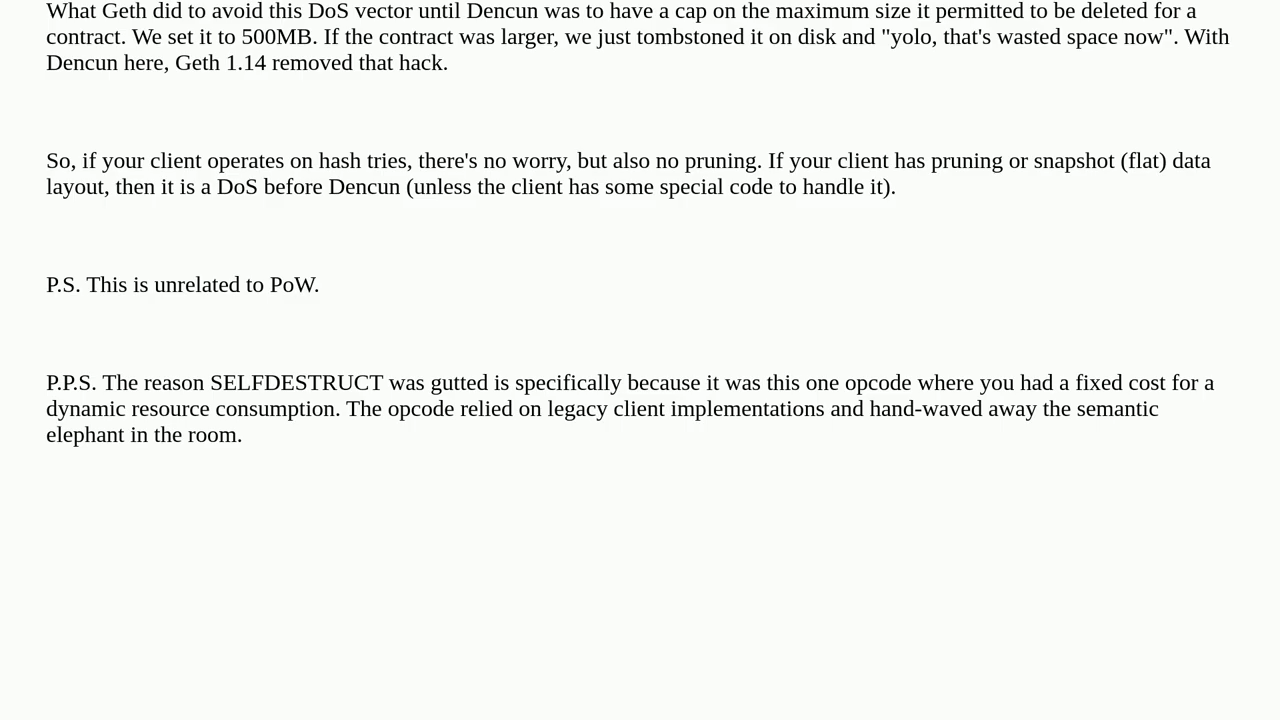 What Geth did to avoid this DoS vector until Dencun was to have a cap on the maximum size it permitted to be deleted for a
contract. We set it to 500MB. If the contract was larger, we just tombstoned it on disk and "yolo, that's wasted space now". With
Dencun here, Geth 1.14 removed that hack.
So, if your client operates on hash tries, there's no worry, but also no pruning. If your client has pruning or snapshot (flat) data
layout, then it is a DoS before Dencun (unless the client has some special code to handle it).
P.S. This is unrelated to PoW.
P.P.S. The reason SELFDESTRUCT was gutted is specifically because it was this one opcode where you had a fixed cost for a
dynamic resource consumption. The opcode relied on legacy client implementations and hand-waved away the semantic
elephant in the room.